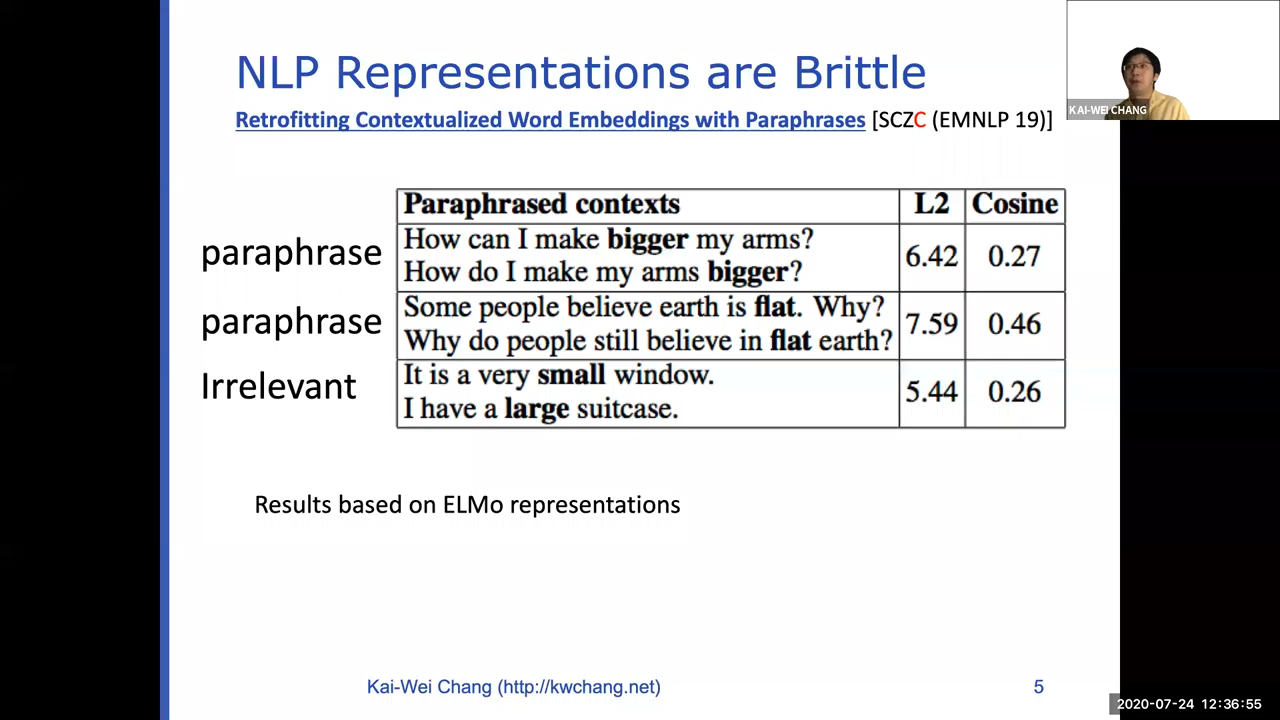 NLP Representations are Brittle
KAI-WEI CHANG
Retrofitting Contextualized Word Embeddings with Paraphrases [SCZC (EMNLP 19)]
Paraphrased contexts L2 Cosine
paraphrase
How can I make bigger my arms?
How do I make my arms bigger?
6.42 0.27
paraphrase
Some people believe earth is flat. Why?
Why do people still believe in flat earth?
7.59 0.46
Irrelevant
It is a very small window.
I have a large suitcase.
5.44 0.26
Results based on ELMo representations
Kai-Wei Chang (http://kwchang.net)
5
2020-07-24 12:36:55